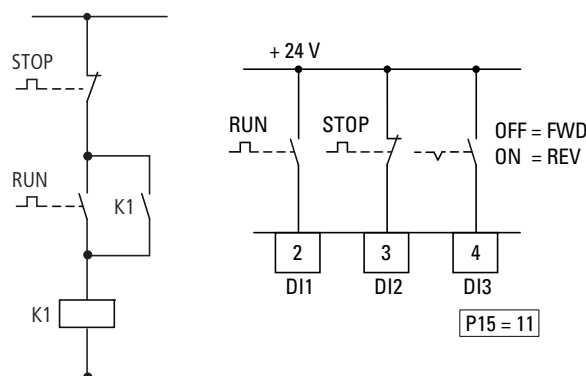 STOP
RUN
K1
K1
+ 24 V
RUN
STOP
OFF = FWD
ON = REV
2
3
4
DI1
DI2
DI3
P15 = 11